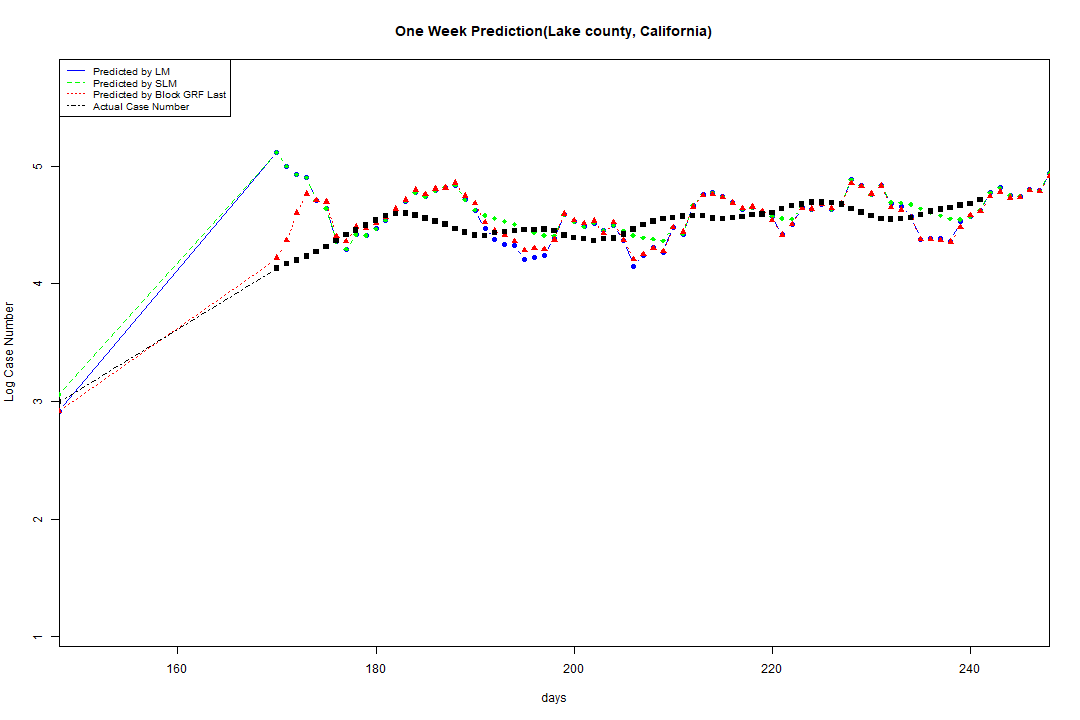 One Week Prediction(Lake county, California)
Predicted by LM
Predicted by SLM
Predicted by Block GRF Last
Actual Case Number
5
4
3
2
1
Log Case Number
160 180 200 220 240
days